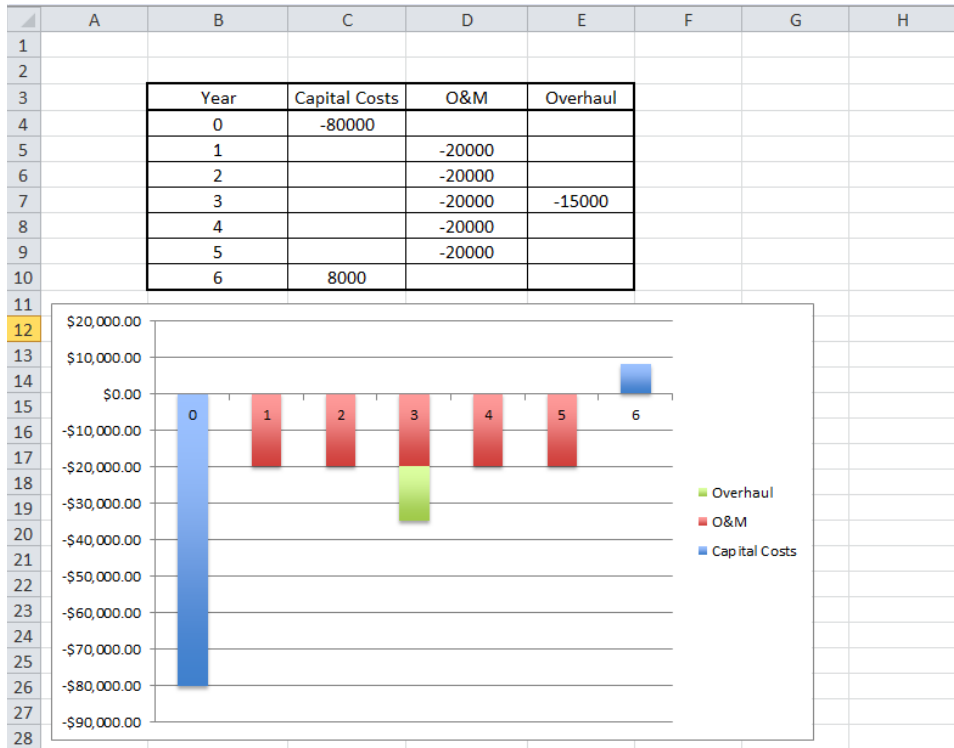 A B C D E F G H
1
2
3 Year Capital Costs O&M Overhaul
4 0 -80000
5 1 -20000
6 2 -20000
7 3 -20000 -15000
8 4 -20000
9 5 -20000
10 6 8000
11
12
13
14
15
16
17
18
19
20
21
22
23
24
25
26
27
28
$20,000.00
$10,000.00
$0.00
0 1 2 3 4 5 6
-$10,000.00
-$20,000.00
-$30,000.00
-$40,000.00
-$50,000.00
-$60,000.00
-$70,000.00
-$80,000.00
-$90,000.00
Overhaul
O&M
Capital Costs